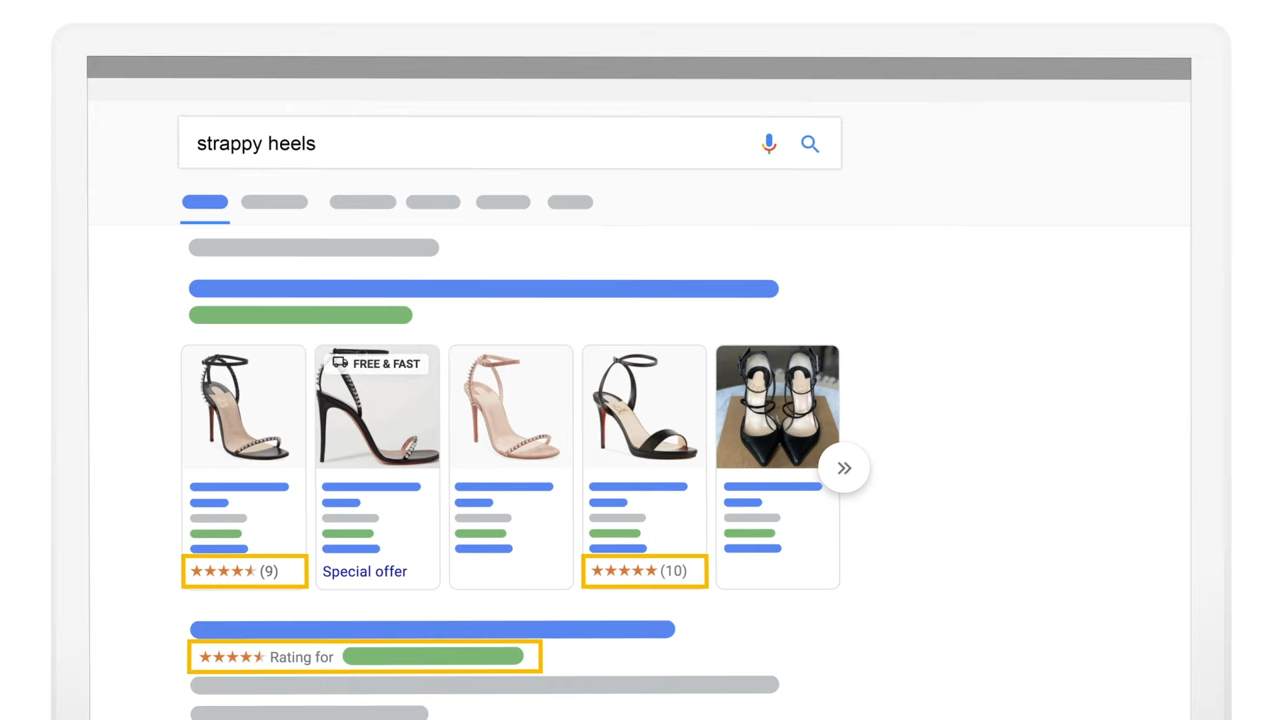 strappy heels
FREE & FAST
(9)
Special offer
(10)
Rating for